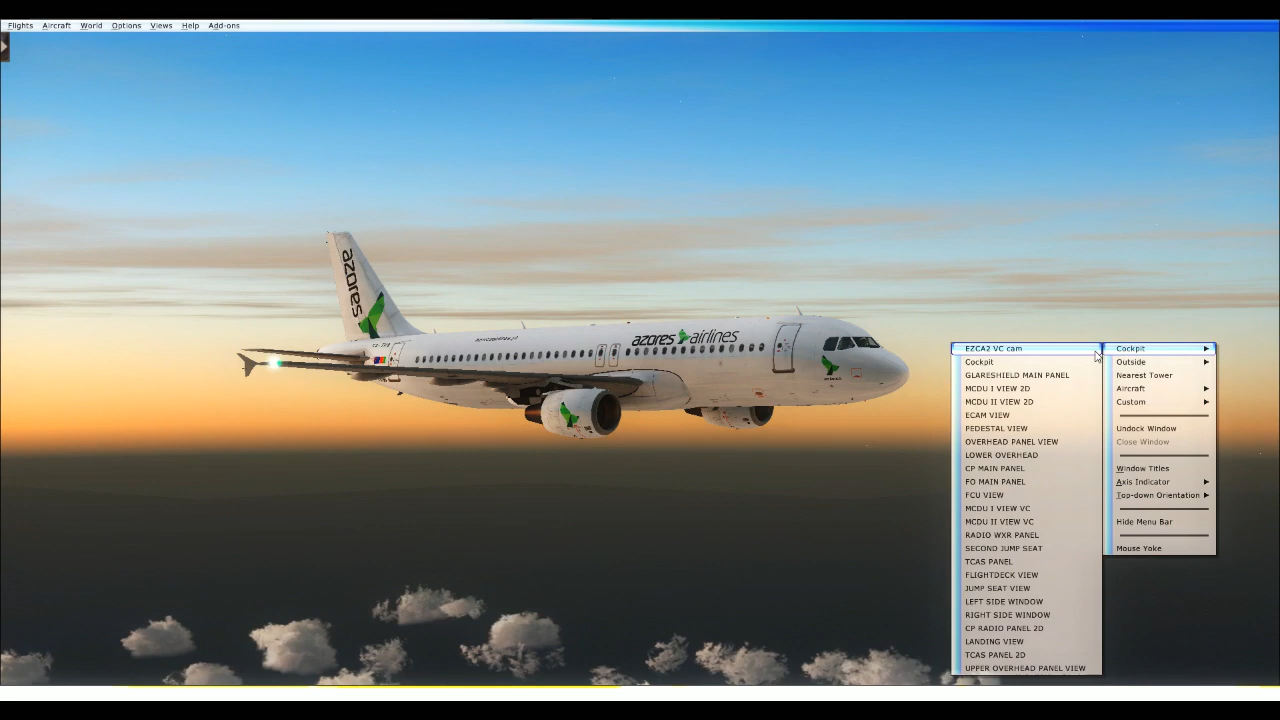 Flights Aircraft World Options Views Help Add-ons
azores
azores airlines
EZCA2 VC cam
Cockpit
GLARESHIELD MAIN PANEL
MCDU I VIEW 2D
MCDU II VIEW 2D
ECAM VIEW
PEDESTAL VIEW
OVERHEAD PANEL VIEW
LOWER OVERHEAD
CP MAIN PANEL
FO MAIN PANEL
FCU VIEW
MCDU I VIEW VC
MCDU II VIEW VC
RADIO WXR PANEL
SECOND JUMP SEAT
TCAS PANEL
FLIGHTDECK VIEW
JUMP SEAT VIEW
LEFT SIDE WINDOW
RIGHT SIDE WINDOW
CP RADIO PANEL 2D
LANDING VIEW
TCAS PANEL 2D
UPPER OVERHEAD PANEL VIEW
Cockpit
Outside
Nearest Tower
Aircraft
Custom
Undock Window
Close Window
Window Titles
Axis Indicator
Top-down Orientation
Hide Menu Bar
Mouse Yoke